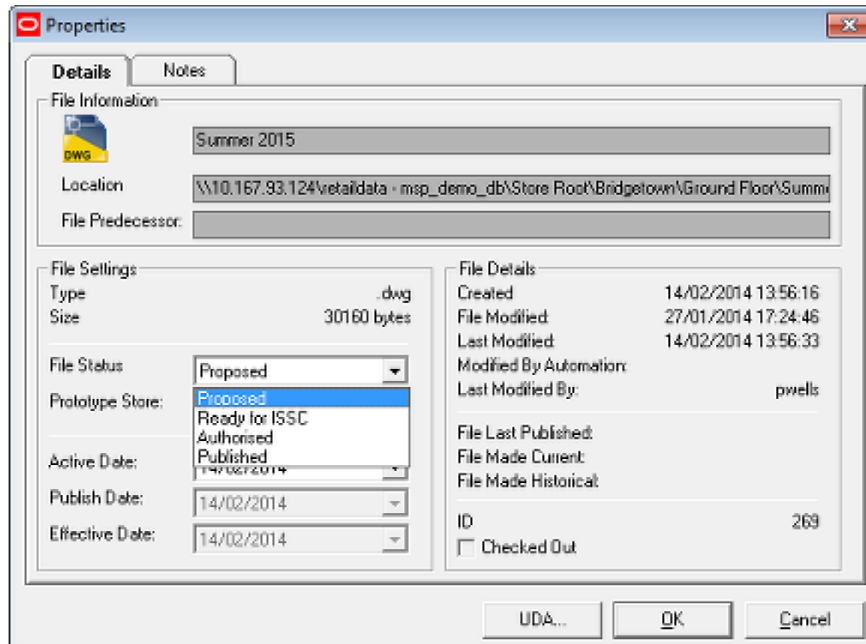 Properties
Details Notes
File Information
DWG
Summer 2015
Location \\10.167.93.124\retaildata - msp_demo_db\Store Root\Bridgetown\Ground Floor\Summe
File Predecessor:
File Settings
Type .dwg
Size 30160 bytes
File Status Proposed
Proposed
Ready for ISSC
Authorised
Published
Prototype Store:
Active Date: 14/02/2014
Publish Date: 14/02/2014
Effective Date: 14/02/2014
File Details
Created 14/02/2014 13:56:16
File Modified: 27/01/2014 17:24:46
Last Modified: 14/02/2014 13:56:33
Modified By Automation:
Last Modified By: pwells
File Last Published:
File Made Current:
File Made Historical:
ID 269
Checked Out
UDA... OK Cancel